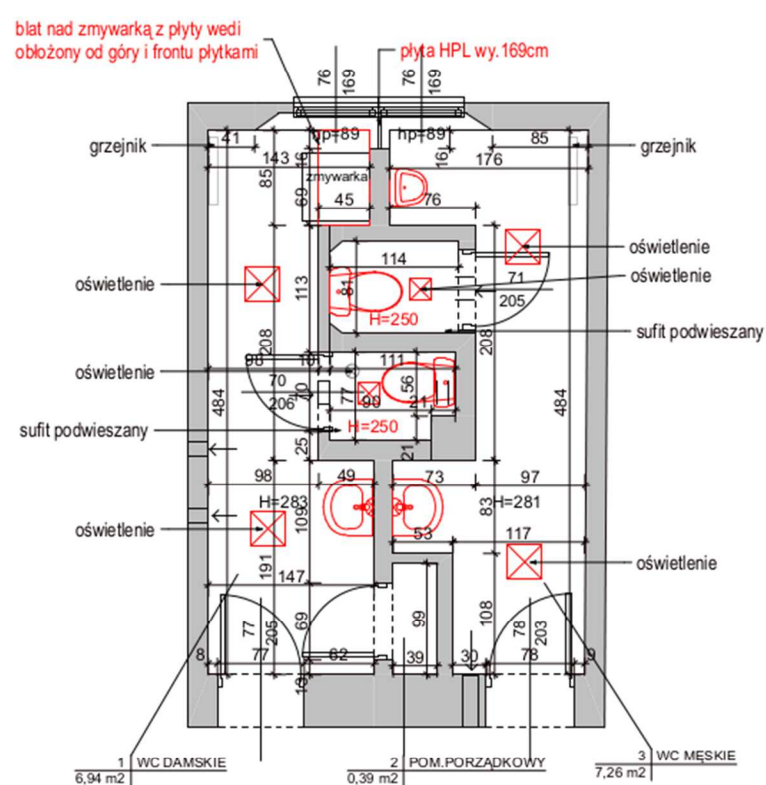 blat nad zmywarką z płyty wedi
obłożony od góry i frontu płytkami
płyta HPL wy.169cm
76
169
76
169
hp=89
hp=89
grzejnik
41
85
grzejnik
143
16
16
176
85
zmywarka
69
45
76
oświetlenie
114
71
oświetlenie
oświetlenie
205
113
81
H=250
sufit podwieszany
208
208
98
10
111
oświetlenie
70
77
56
11
206
40
90
21
484
484
sufit podwieszany
H=250
25
21
98
49
73
97
H=283
109
83
H=281
oświetlenie
53
117
191
oświetlenie
147
77
205
69
99
108
78
203
8
77
62
39
30
78
9
13
1
WC DAMSKIE
6,94 m2
2
POM.PORZĄDKOWY
0,39 m2
3
WC MĘSKIE
7,26 m2